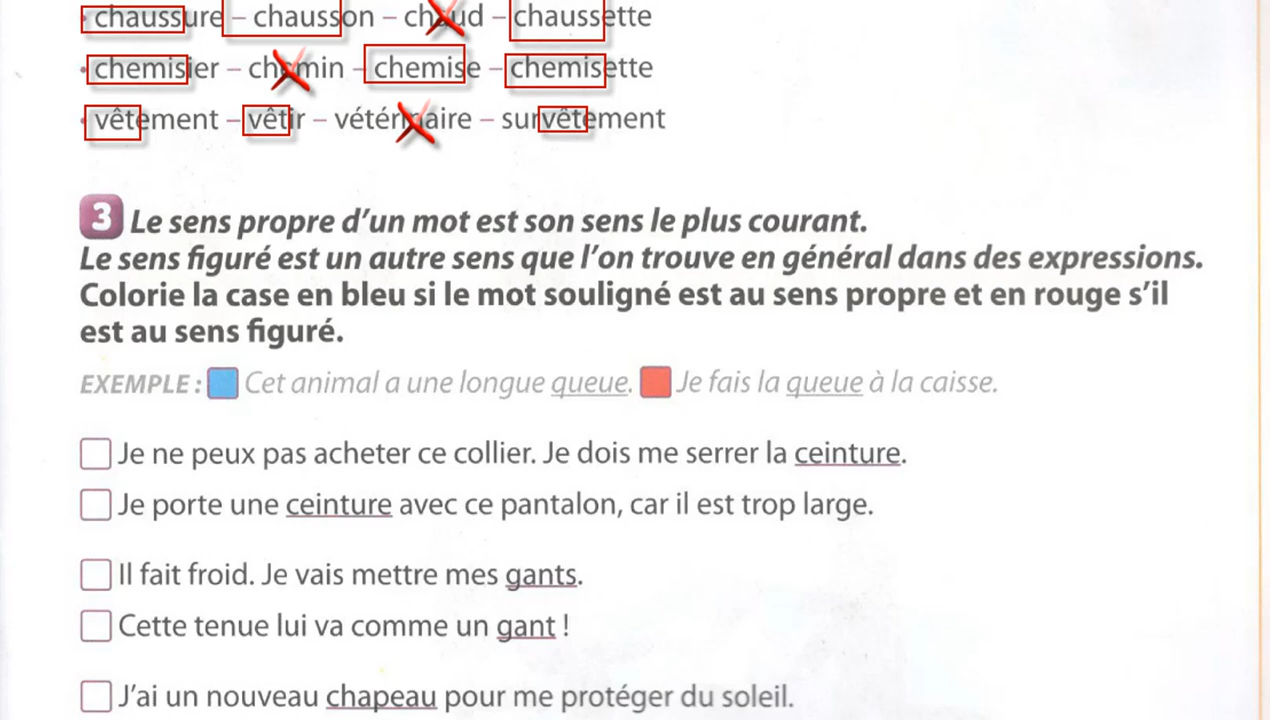 • chaussure – chausson – chaud – chaussette
• chemisier – chemin – chemise – chemisette
• vêtement – vêtir – vétérinaire – survêtement
3 Le sens propre d'un mot est son sens le plus courant.
Le sens figuré est un autre sens que l'on trouve en général dans des expressions.
Colorie la case en bleu si le mot souligné est au sens propre et en rouge s'il
est au sens figuré.
EXEMPLE : Cet animal a une longue queue. Je fais la queue à la caisse.
Je ne peux pas acheter ce collier. Je dois me serrer la ceinture.
Je porte une ceinture avec ce pantalon, car il est trop large.
Il fait froid. Je vais mettre mes gants.
Cette tenue lui va comme un gant !
J'ai un nouveau chapeau pour me protéger du soleil.